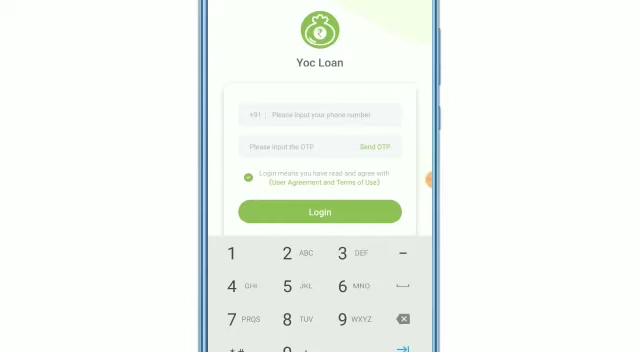 ₹
Yoc Loan
+91 | Please input your phone number
Please input the OTP Send OTP
Login means you have read and agree with
《User Agreement and Terms of Use》
Login
1 2 ABC 3 DEF -
4 GHI 5 JKL 6 MNO
7 PQRS 8 TUV 9 WXYZ
* #